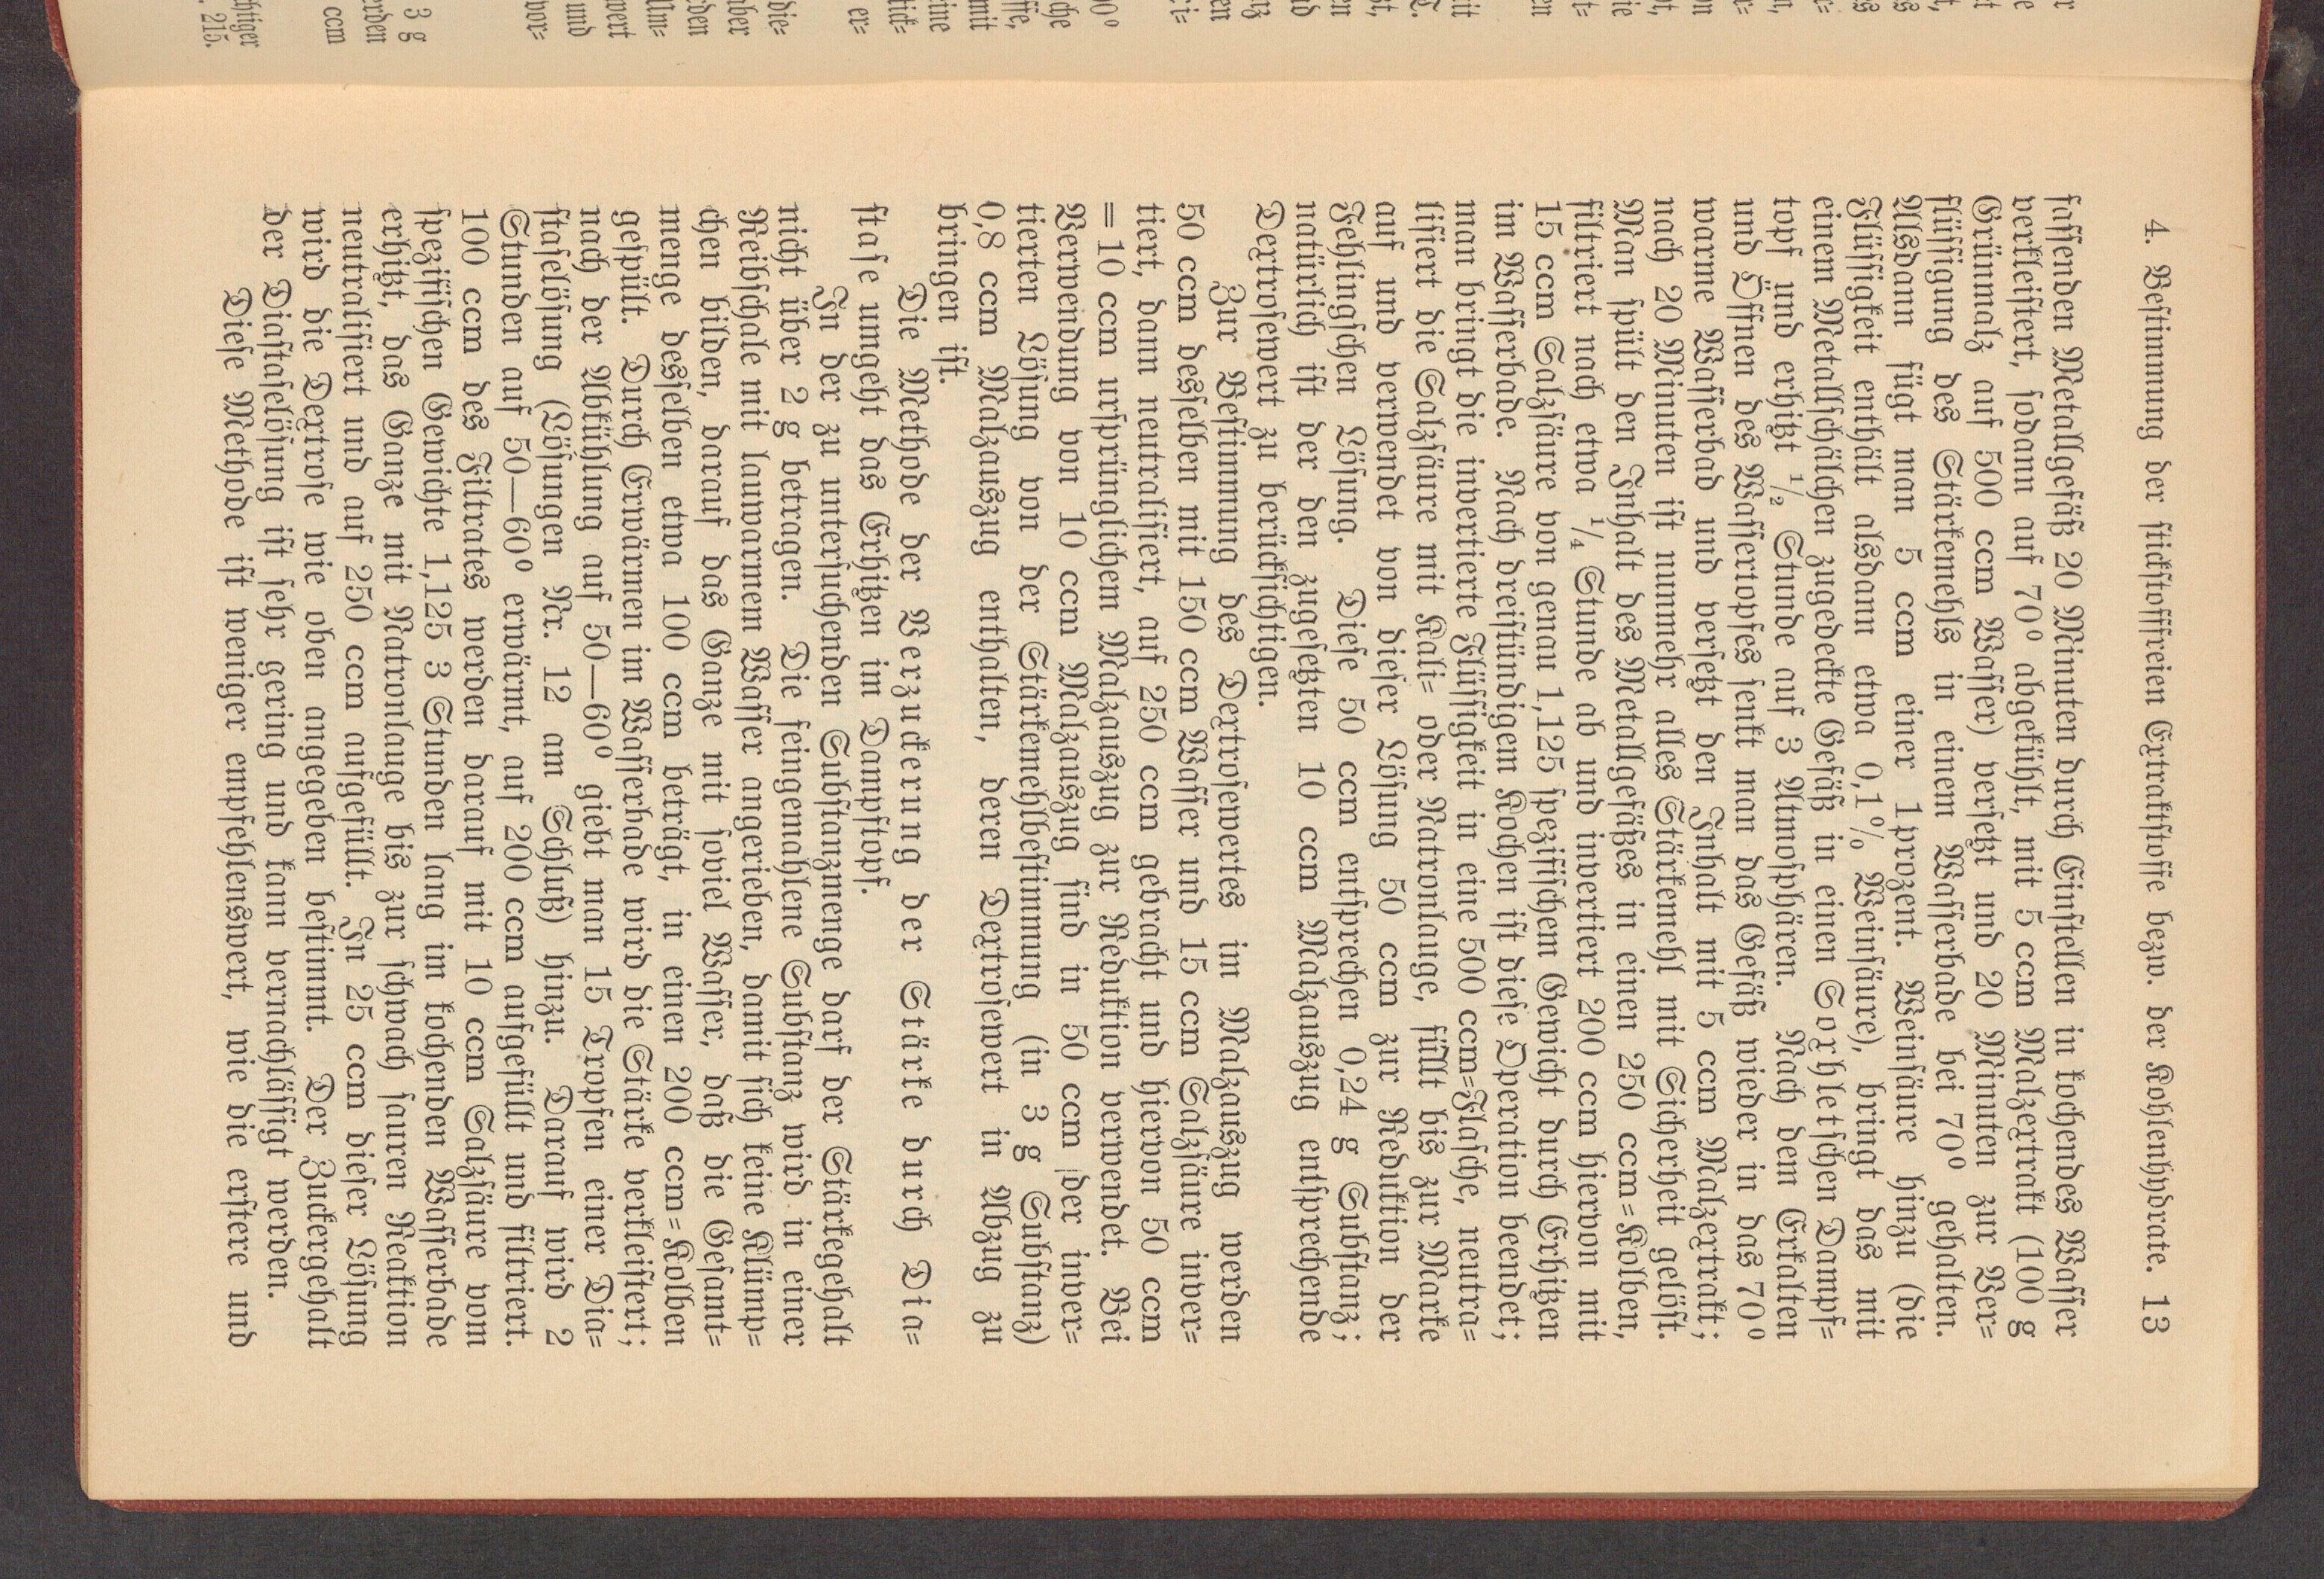 4. Bestimmung der stickstofffreien Extraktstoffe bezw. der Kohlenhydrate. 13
fassenden Metallgefäß 20 Minuten durch Einstellen in kochendes Wasser
verkleistert, sodann auf 70° abgekühlt, mit 5 ccm Malzextrakt (100 g
Grünmalz auf 500 ccm Wasser) versetzt und 20 Minuten zur Ver=
flüssigung des Stärkemehls in einem Wasserbade bei 70° gehalten.
Alsdann fügt man 5 ccm einer 1prozent. Weinsäure hinzu (die
Flüssigkeit enthält alsdann etwa 0,1% Weinsäure), bringt das mit
einem Metallschälchen zugedeckte Gefäß in einen Soxhletschen Dampf=
topf und erhitzt ½ Stunde auf 3 Atmosphären. Nach dem Erkalten
und Öffnen des Wassertopfes senkt man das Gefäß wieder in das 70°
warme Wasserbad und versetzt den Inhalt mit 5 ccm Malzextrakt;
nach 20 Minuten ist nunmehr alles Stärkemehl mit Sicherheit gelöst.
Man spült den Inhalt des Metallgefäßes in einen 250 ccm=Kolben,
filtriert nach etwa ¼ Stunde ab und invertiert 200 ccm hiervon mit
15 ccm Salzsäure von genau 1,125 spezifischem Gewicht durch Erhitzen
im Wasserbade. Nach dreistündigem Kochen ist diese Operation beendet;
man bringt die invertierte Flüssigkeit in eine 500 ccm=Flasche, neutra=
lisiert die Salzsäure mit Kali= oder Natronlauge, füllt bis zur Marke
auf und verwendet von dieser Lösung 50 ccm zur Reduktion der
Fehlingschen Lösung. Diese 50 ccm entsprechen 0,24 g Substanz;
natürlich ist der den zugesetzten 10 ccm Malzauszug entsprechende
Dextrosewert zu berücksichtigen.
Zur Bestimmung des Dextrosewertes im Malzauszug werden
50 ccm desselben mit 150 ccm Wasser und 15 ccm Salzsäure inver=
tiert, dann neutralisiert, auf 250 ccm gebracht und hiervon 50 ccm
= 10 ccm ursprünglichem Malzauszug zur Reduktion verwendet. Bei
Verwendung von 10 ccm Malzauszug sind in 50 ccm der inver=
tierten Lösung von der Stärkemehlbestimmung (in 3 g Substanz)
0,8 ccm Malzauszug enthalten, deren Dextrosewert in Abzug zu
bringen ist.
Die Methode der Verzuckerung der Stärke durch Dia=
stase umgeht das Erhitzen im Dampftopf.
In der zu untersuchenden Substanzmenge darf der Stärkegehalt
nicht über 2 g betragen. Die feingemahlene Substanz wird in einer
Reibschale mit lauwarmem Wasser angerieben, damit sich keine Klümp=
chen bilden, darauf das Ganze mit soviel Wasser, daß die Gesamt=
menge desselben etwa 100 ccm beträgt, in einen 200 ccm=Kolben
gespült. Durch Erwärmen im Wasserbade wird die Stärke verkleistert;
nach der Abkühlung auf 50—60° giebt man 15 Tropfen einer Dia=
staselösung (Lösungen Nr. 12 am Schluß) hinzu. Darauf wird 2
Stunden auf 50—60° erwärmt, auf 200 ccm aufgefüllt und filtriert.
100 ccm des Filtrates werden darauf mit 10 ccm Salzsäure vom
spezifischen Gewichte 1,125 3 Stunden lang im kochenden Wasserbade
erhitzt, das Ganze mit Natronlauge bis zur schwach sauren Reaktion
neutralisiert und auf 250 ccm aufgefüllt. In 25 ccm dieser Lösung
wird die Dextrose wie oben angegeben bestimmt. Der Zuckergehalt
der Diastaselösung ist sehr gering und kann vernachlässigt werden.
Diese Methode ist weniger empfehlenswert, wie die erstere und